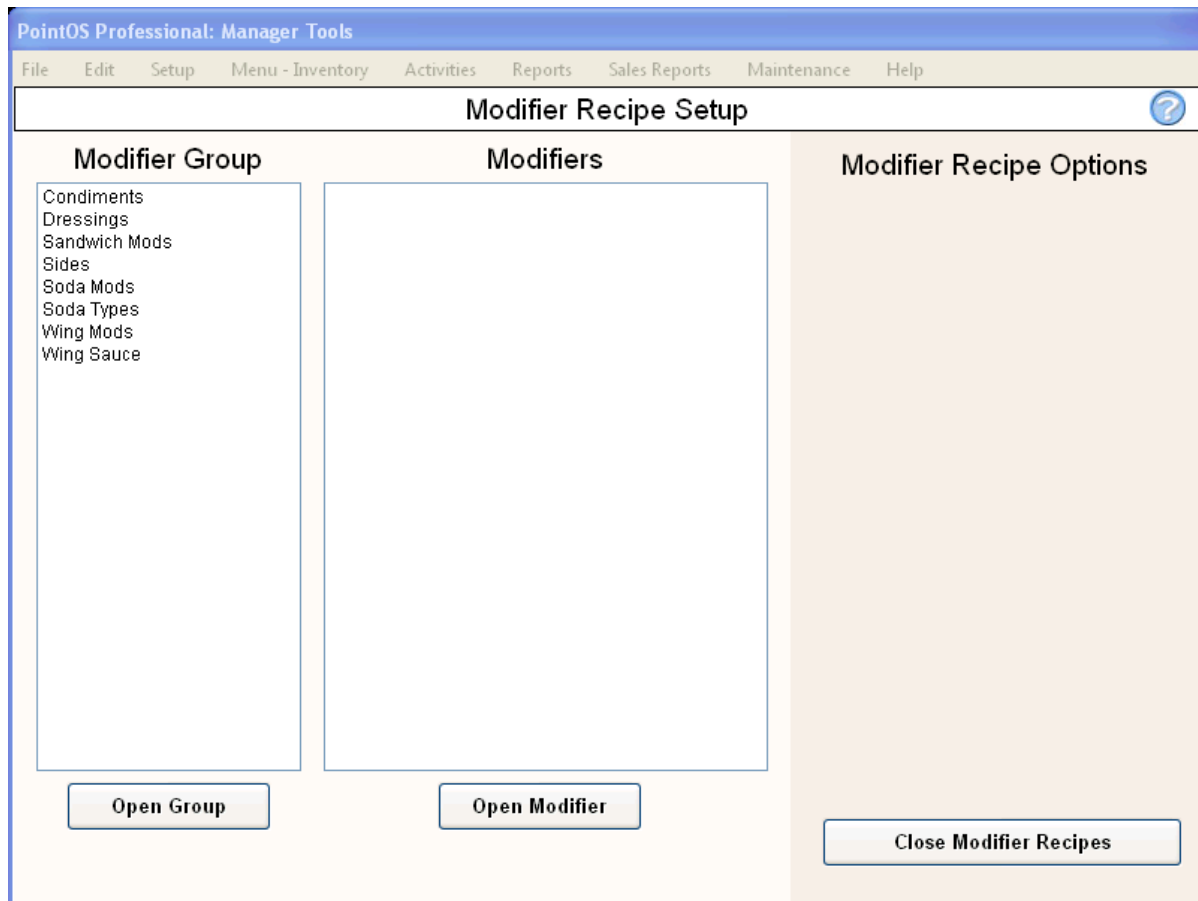 PointOS Professional: Manager Tools
File Edit Setup Menu - Inventory Activities Reports Sales Reports Maintenance Help
Modifier Recipe Setup
?
Modifier Group
Condiments
Dressings
Sandwich Mods
Sides
Soda Mods
Soda Types
Wing Mods
Wing Sauce
Open Group
Modifiers
Open Modifier
Modifier Recipe Options
Close Modifier Recipes